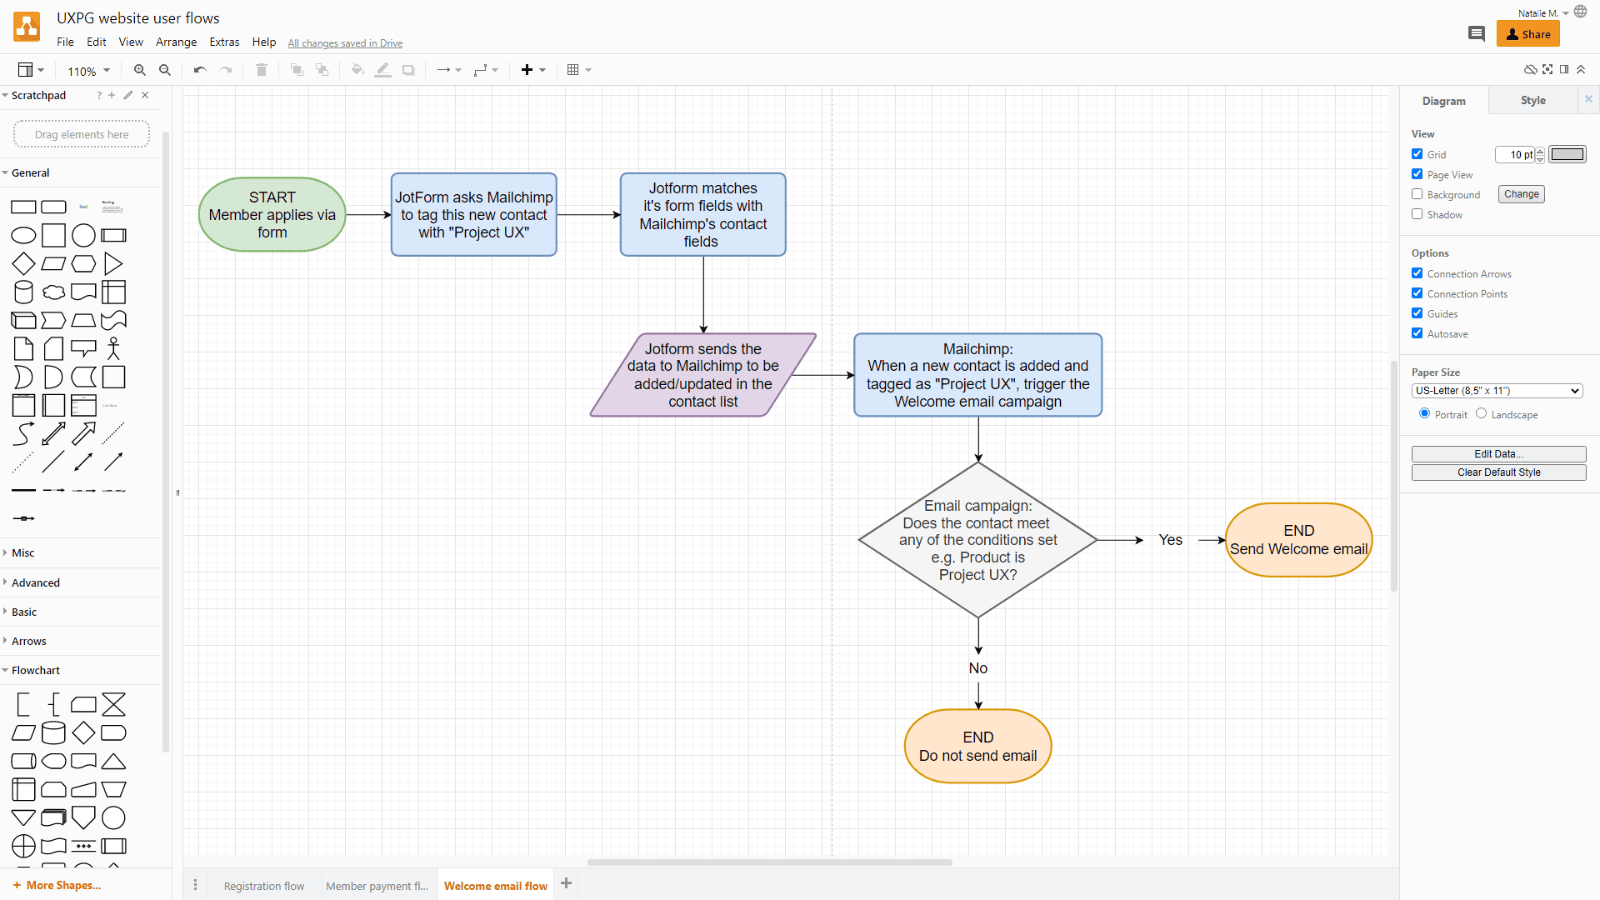 UXPG website user flows
Natalie M.
File Edit View Arrange Extras Help All changes saved in Drive
Share
110%
Scratchpad ?
Drag elements here
General
Text
Heading
Misc
Advanced
Basic
Arrows
Flowchart
+ More Shapes...
START
Member applies via
form
JotForm asks Mailchimp
to tag this new contact
with "Project UX"
Jotform matches
it's form fields with
Mailchimp's contact
fields
Jotform sends the
data to Mailchimp to be
added/updated in the
contact list
Mailchimp:
When a new contact is added and
tagged as "Project UX", trigger the
Welcome email campaign
Email campaign:
Does the contact meet
any of the conditions set
e.g. Product is
Project UX?
Yes
END
Send Welcome email
No
END
Do not send email
Registration flow
Member payment fl...
Welcome email flow
Diagram Style
View
Grid 10 pt
Page View
Background Change
Shadow
Options
Connection Arrows
Connection Points
Guides
Autosave
Paper Size
US-Letter (8,5" x 11")
Portrait Landscape
Edit Data...
Clear Default Style